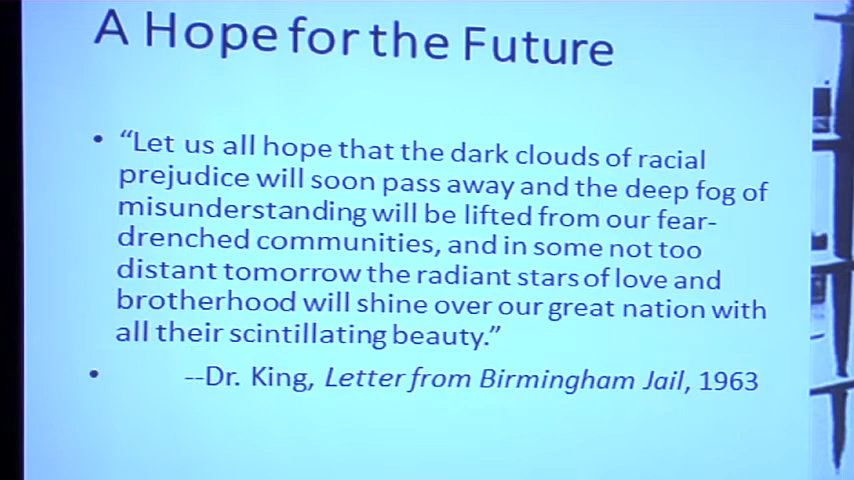 A Hope for the Future
• “Let us all hope that the dark clouds of racial
prejudice will soon pass away and the deep fog of
misunderstanding will be lifted from our fear-
drenched communities, and in some not too
distant tomorrow the radiant stars of love and
brotherhood will shine over our great nation with
all their scintillating beauty.”
• --Dr. King, Letter from Birmingham Jail, 1963